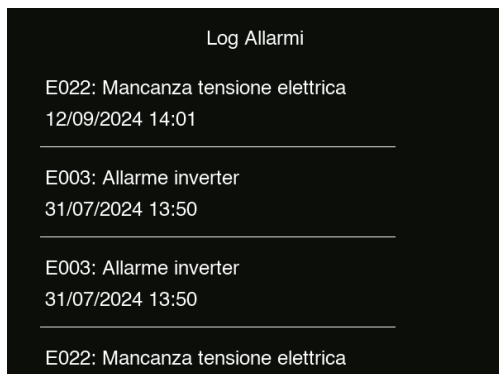 Log Allarmi
E022: Mancanza tensione elettrica
12/09/2024 14:01
E003: Allarme inverter
31/07/2024 13:50
E003: Allarme inverter
31/07/2024 13:50
E022: Mancanza tensione elettrica